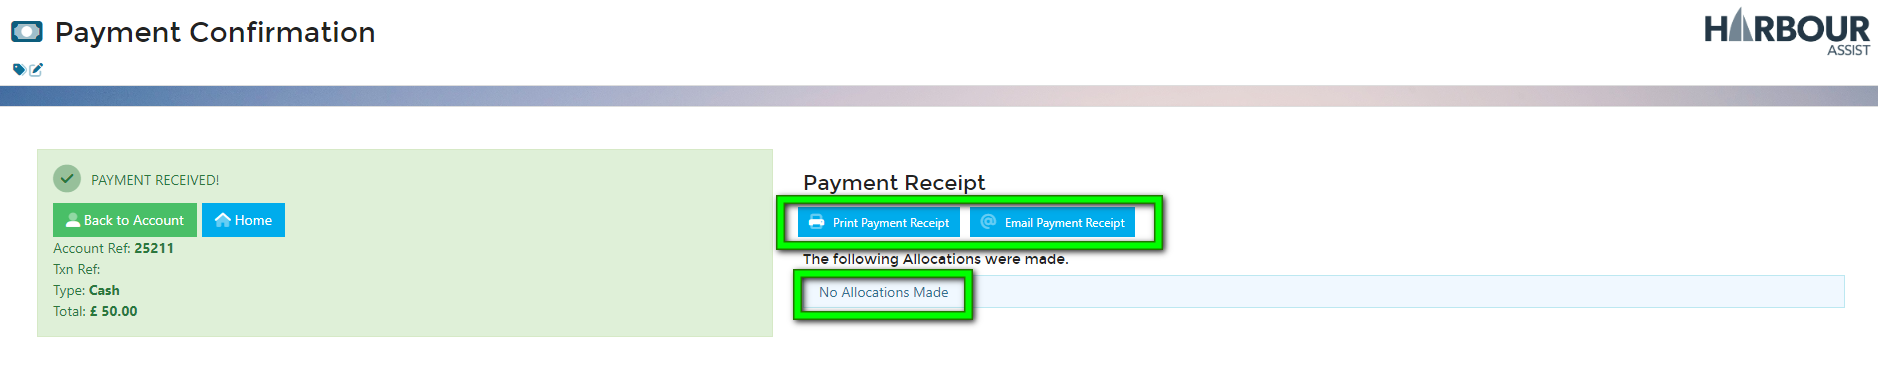 Payment Confirmation
HARBOUR
ASSIST
PAYMENT RECEIVED!
Back to Account
Home
Account Ref: 25211
Txn Ref:
Type: Cash
Total: £ 50.00
Payment Receipt
Print Payment Receipt
Email Payment Receipt
The following Allocations were made.
No Allocations Made